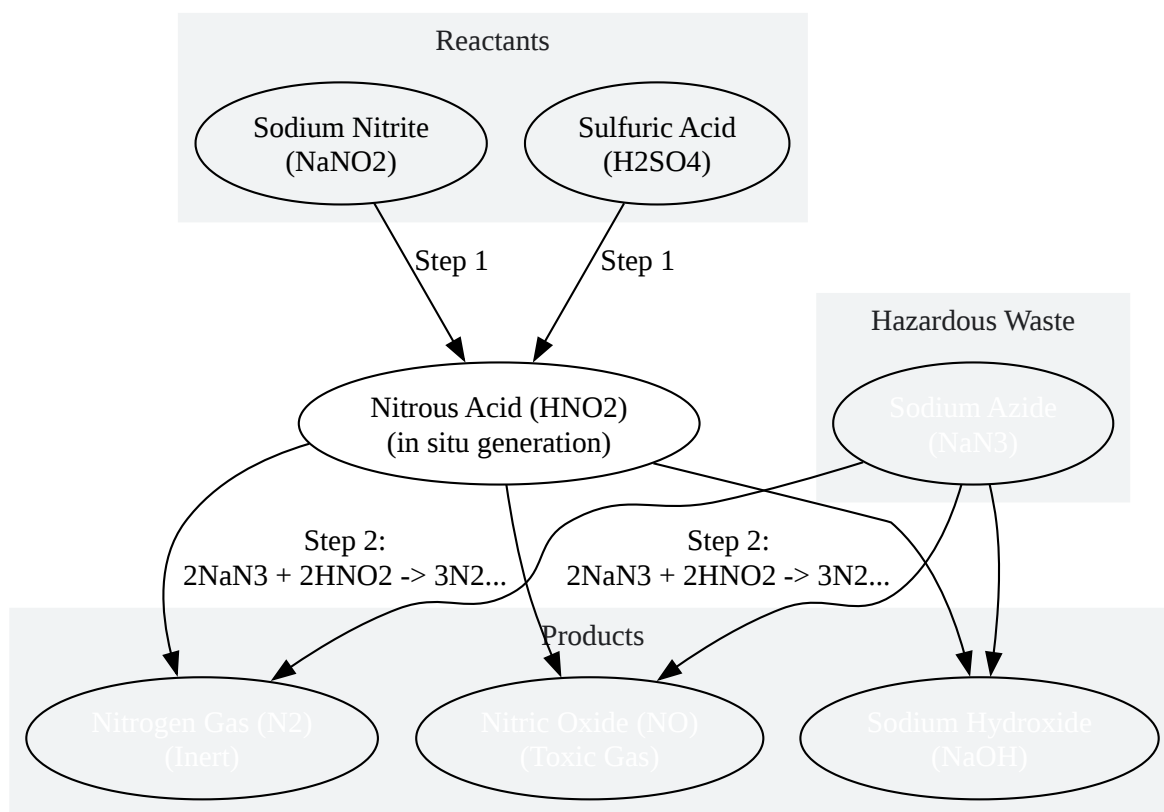 Reactants
Sodium Nitrite
(NaNO2)
Sulfuric Acid
(H2SO4)
Step 1
Step 1
Hazardous Waste
Nitrous Acid (HNO2)
(in situ generation)
Sodium Azide
(NaN3)
Step 2:
2NaN3 + 2HNO2 -> 3N2...
Step 2:
2NaN3 + 2HNO2 -> 3N2...
Products
Nitrogen Gas (N2)
(Inert)
Nitric Oxide (NO)
(Toxic Gas)
Sodium Hydroxide
(NaOH)